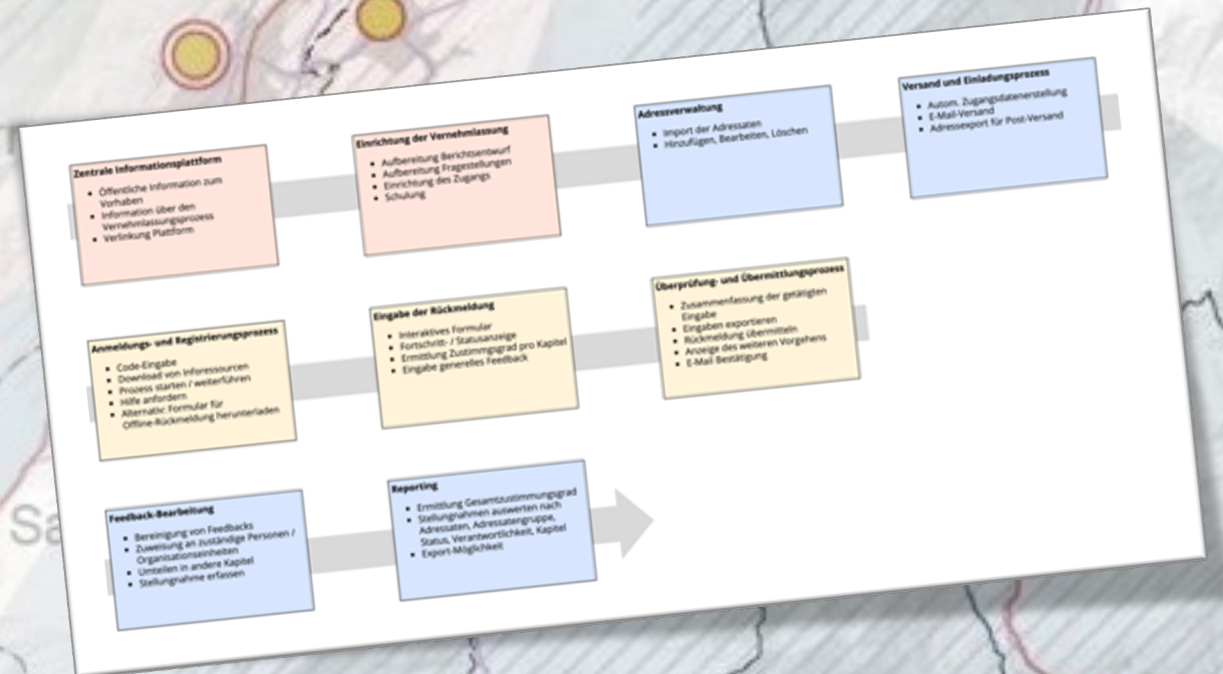 Zentrale Informationsplattform
▪ Öffentliche Information zum
Vorhaben
▪ Information über den
Vernehmlassungsprozess
▪ Verlinkung Plattform
Einrichtung der Vernehmlassung
▪ Aufbereitung Berichtsentwurf
▪ Aufbereitung Fragestellungen
▪ Einrichtung des Zugangs
▪ Schulung
Adressverwaltung
▪ Import der Adressaten
▪ Hinzufügen, Bearbeiten, Löschen
Versand und Einladungsprozess
▪ Autom. Zugangsdatenerstellung
▪ E-Mail-Versand
▪ Adressexport für Post-Versand
Anmeldungs- und Registrierungsprozess
▪ Code-Eingabe
▪ Download von Inforessourcen
▪ Prozess starten / weiterführen
▪ Hilfe anfordern
▪ Alternativ: Formular für
Offline-Rückmeldung herunterladen
Eingabe der Rückmeldung
▪ Interaktives Formular
▪ Fortschritt- / Statusanzeige
▪ Ermittlung Zustimmgsgrad pro Kapitel
▪ Eingabe generelles Feedback
Überprüfung- und Übermittlungsprozess
▪ Zusammenfassung der getätigten
Eingabe
▪ Eingaben exportieren
▪ Rückmeldung übermitteln
▪ Anzeige des weiteren Vorgehens
▪ E-Mail Bestätigung
Feedback-Bearbeitung
▪ Bereinigung von Feedbacks
▪ Zuweisung an zuständige Personen /
Organisationseinheiten
▪ Umteilen in andere Kapitel
▪ Stellungnahme erfassen
Reporting
▪ Ermittlung Gesamtzustimmungsgrad
▪ Stellungnahmen auswerten nach
Adressaten, Adressatengruppe,
Status, Verantwortlichkeit, Kapitel
▪ Export-Möglichkeit
Sa